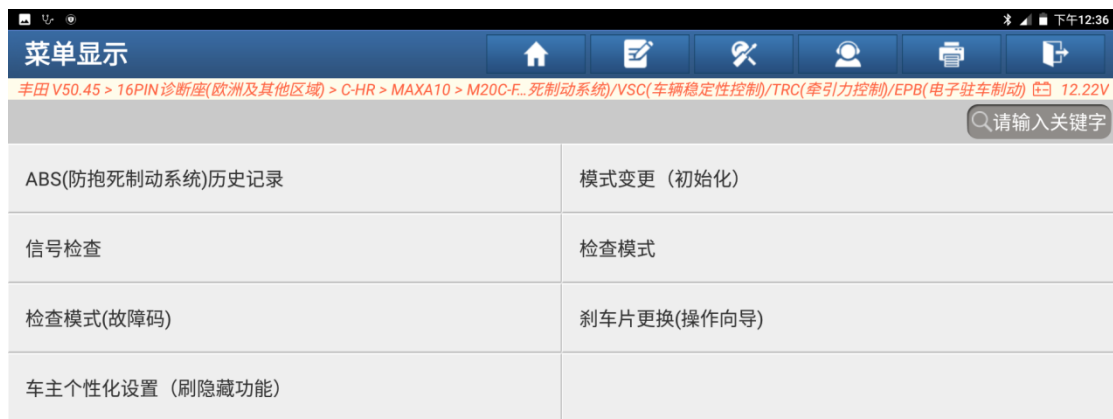 下午12:36
菜单显示
丰田 V50.45 > 16PIN诊断座(欧洲及其他区域) > C-HR > MAXA10 > M20C-F...死制动系统)/VSC(车辆稳定性控制)/TRC(牵引力控制)/EPB(电子驻车制动) 12.22V
请输入关键字
ABS(防抱死制动系统)历史记录
模式变更（初始化）
信号检查
检查模式
检查模式(故障码)
刹车片更换(操作向导)
车主个性化设置（刷隐藏功能）